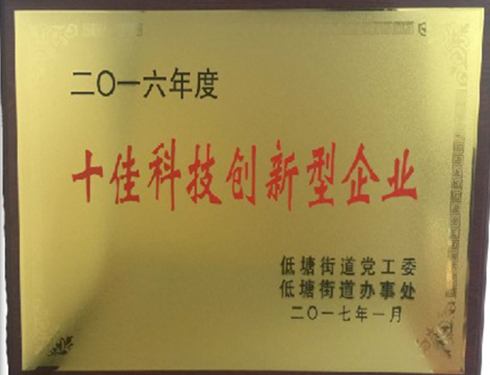 二〇一六年度
十佳科技创新型企业
低塘街道党工委
低塘街道办事处
二〇一七年一月